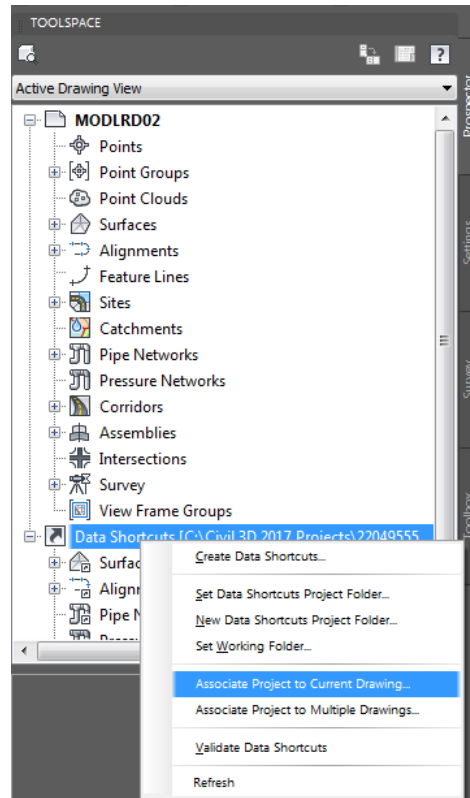 TOOLSPACE
Active Drawing View
MODLRD02
Points
Point Groups
Point Clouds
Surfaces
Alignments
Feature Lines
Sites
Catchments
Pipe Networks
Pressure Networks
Corridors
Assemblies
Intersections
Survey
View Frame Groups
Data Shortcuts [C:\Civil 3D 2017 Projects\22049555
Surfac
Alignr
Pipe N
Create Data Shortcuts...
Set Data Shortcuts Project Folder...
New Data Shortcuts Project Folder...
Set Working Folder...
Associate Project to Current Drawing...
Associate Project to Multiple Drawings...
Validate Data Shortcuts
Refresh
Prospector
Settings
Survey
Toolbox